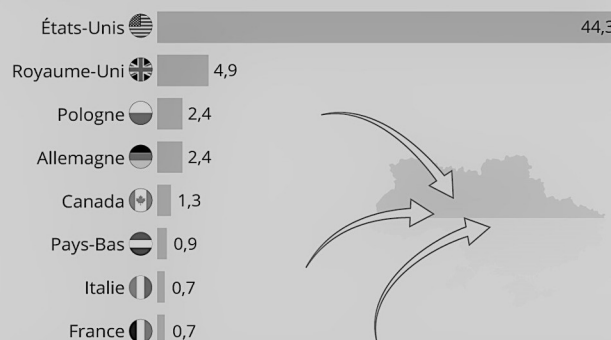 États-Unis 44,3
Royaume-Uni 4,9
Pologne 2,4
Allemagne 2,4
Canada 1,3
Pays-Bas 0,9
Italie 0,7
France 0,7